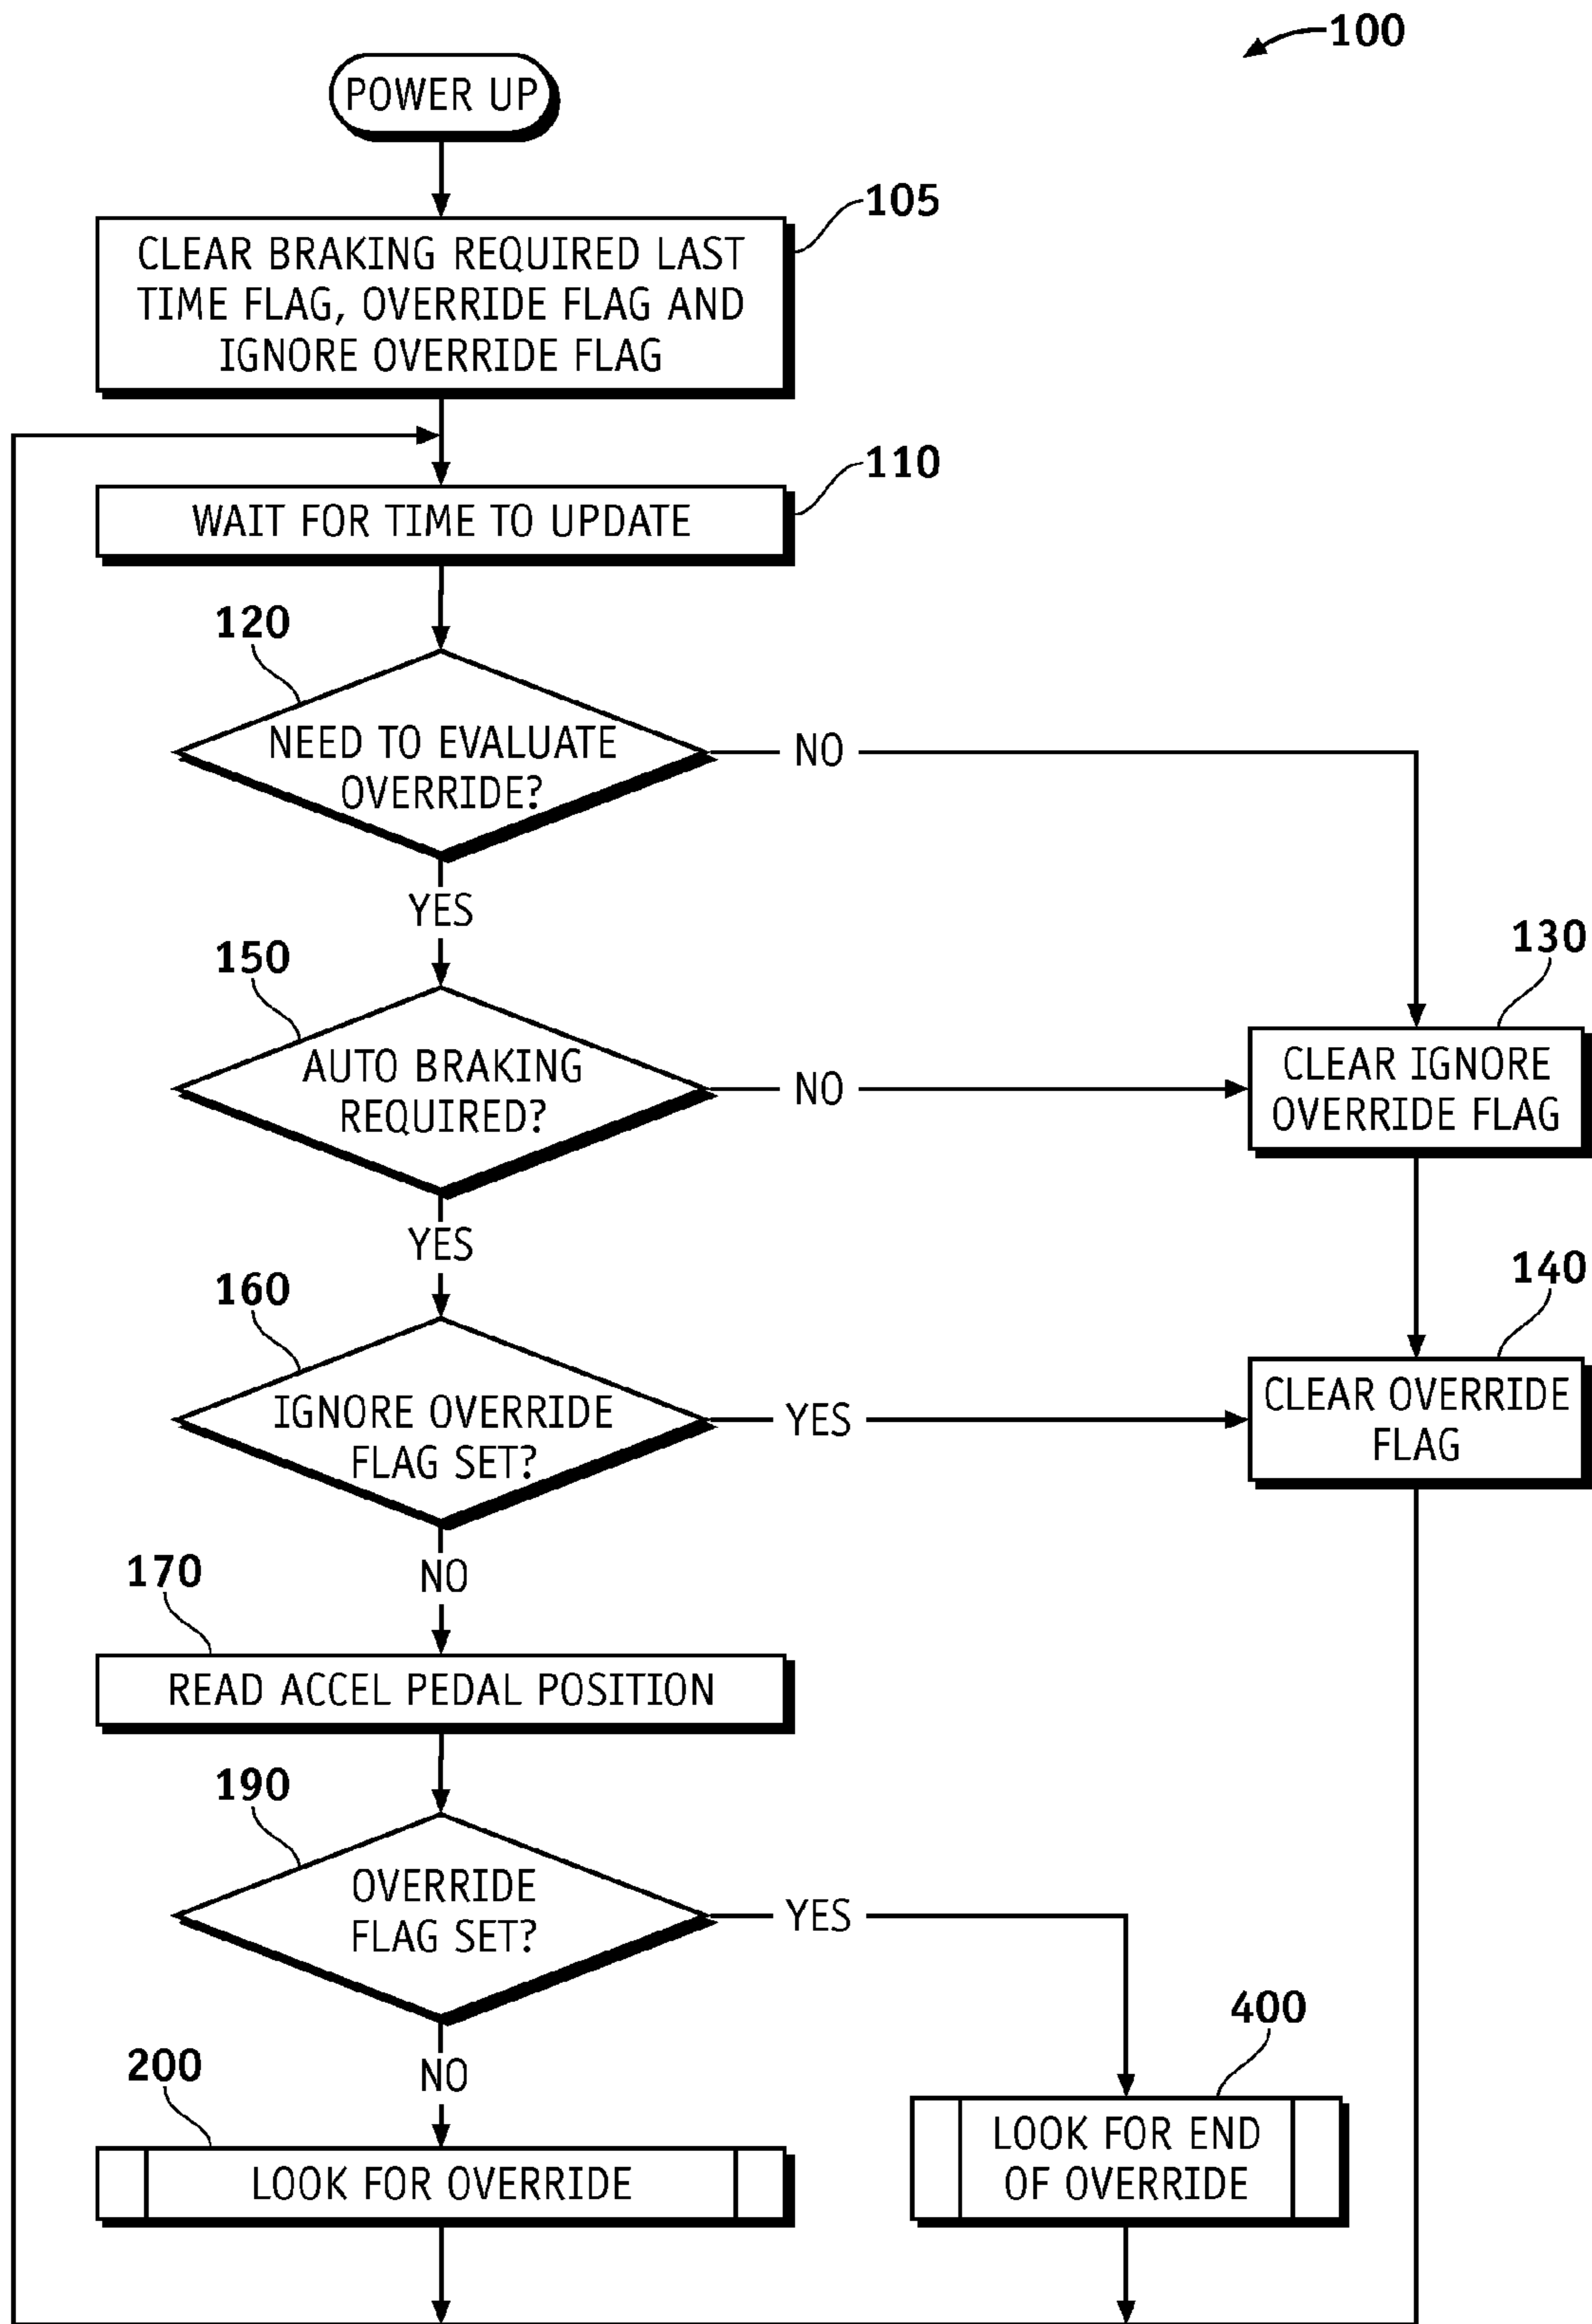 100
POWER UP
105
CLEAR BRAKING REQUIRED LAST
TIME FLAG, OVERRIDE FLAG AND
IGNORE OVERRIDE FLAG
110
WAIT FOR TIME TO UPDATE
120
NEED TO EVALUATE
OVERRIDE?
NO
YES
150
AUTO BRAKING
REQUIRED?
NO
130
CLEAR IGNORE
OVERRIDE FLAG
YES
160
IGNORE OVERRIDE
FLAG SET?
YES
140
CLEAR OVERRIDE
FLAG
NO
170
READ ACCEL PEDAL POSITION
190
OVERRIDE
FLAG SET?
YES
NO
200
LOOK FOR OVERRIDE
400
LOOK FOR END
OF OVERRIDE